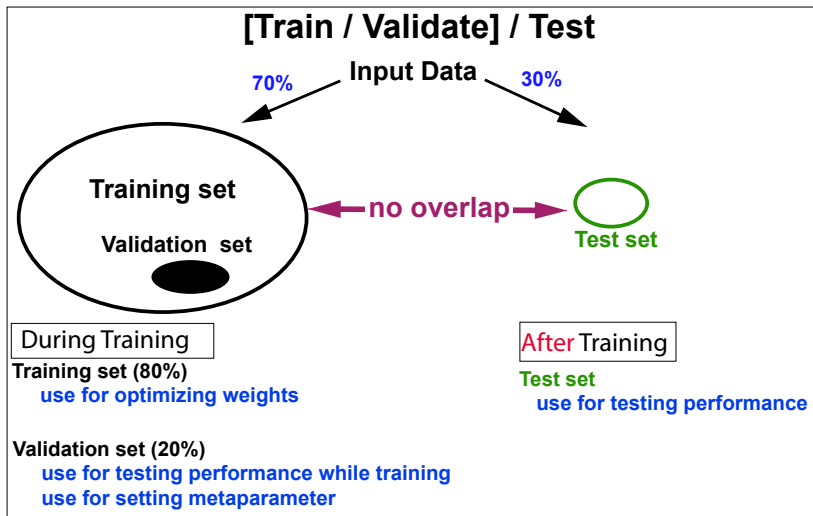 [Train / Validate] / Test
Input Data
70%
30%
Training set
no overlap
Validation set
Test set
During Training
After Training
Training set (80%)
use for optimizing weights
Test set
use for testing performance
Validation set (20%)
use for testing performance while training
use for setting metaparameter